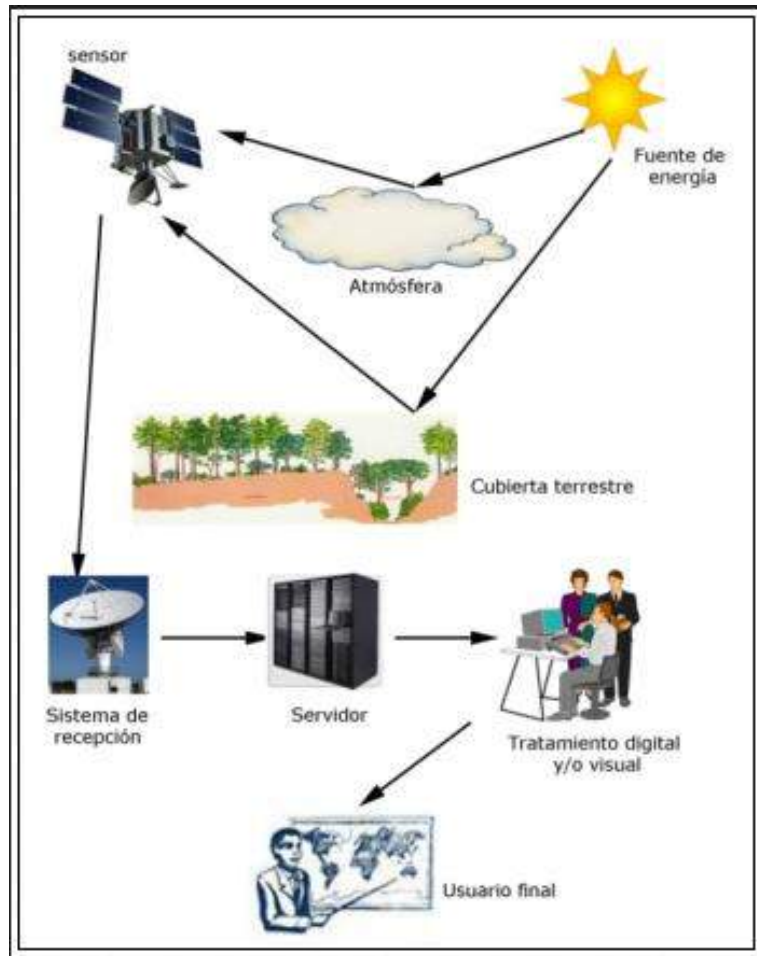 sensor
Fuente de
energía
Atmósfera
Cubierta terrestre
Sistema de
recepción
Servidor
Tratamiento digital
y/o visual
Usuario final